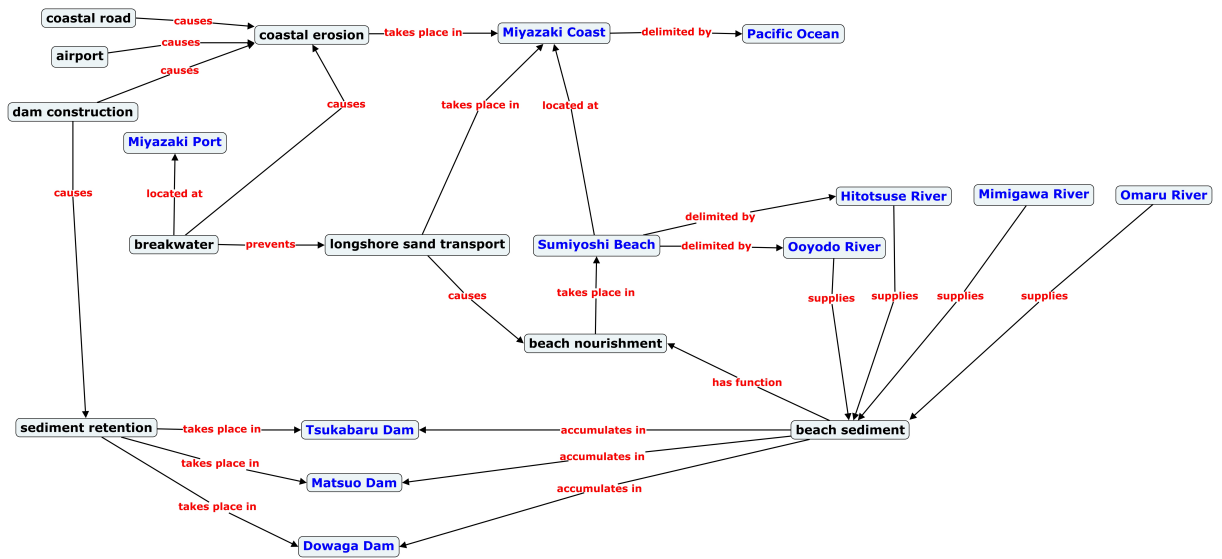 coastal road
causes
coastal erosion
takes place in
Miyazaki Coast
delimited by
Pacific Ocean
airport
causes
causes
dam construction
causes
takes place in
located at
Miyazaki Port
causes
located at
Hitotsuse River
Mimigawa River
Omaru River
delimited by
breakwater
prevents
longshore sand transport
Sumiyoshi Beach
delimited by
Ooyodo River
causes
takes place in
supplies
supplies
supplies
supplies
beach nourishment
has function
sediment retention
takes place in
Tsukabaru Dam
accumulates in
beach sediment
takes place in
accumulates in
Matsuo Dam
takes place in
accumulates in
Dowaga Dam